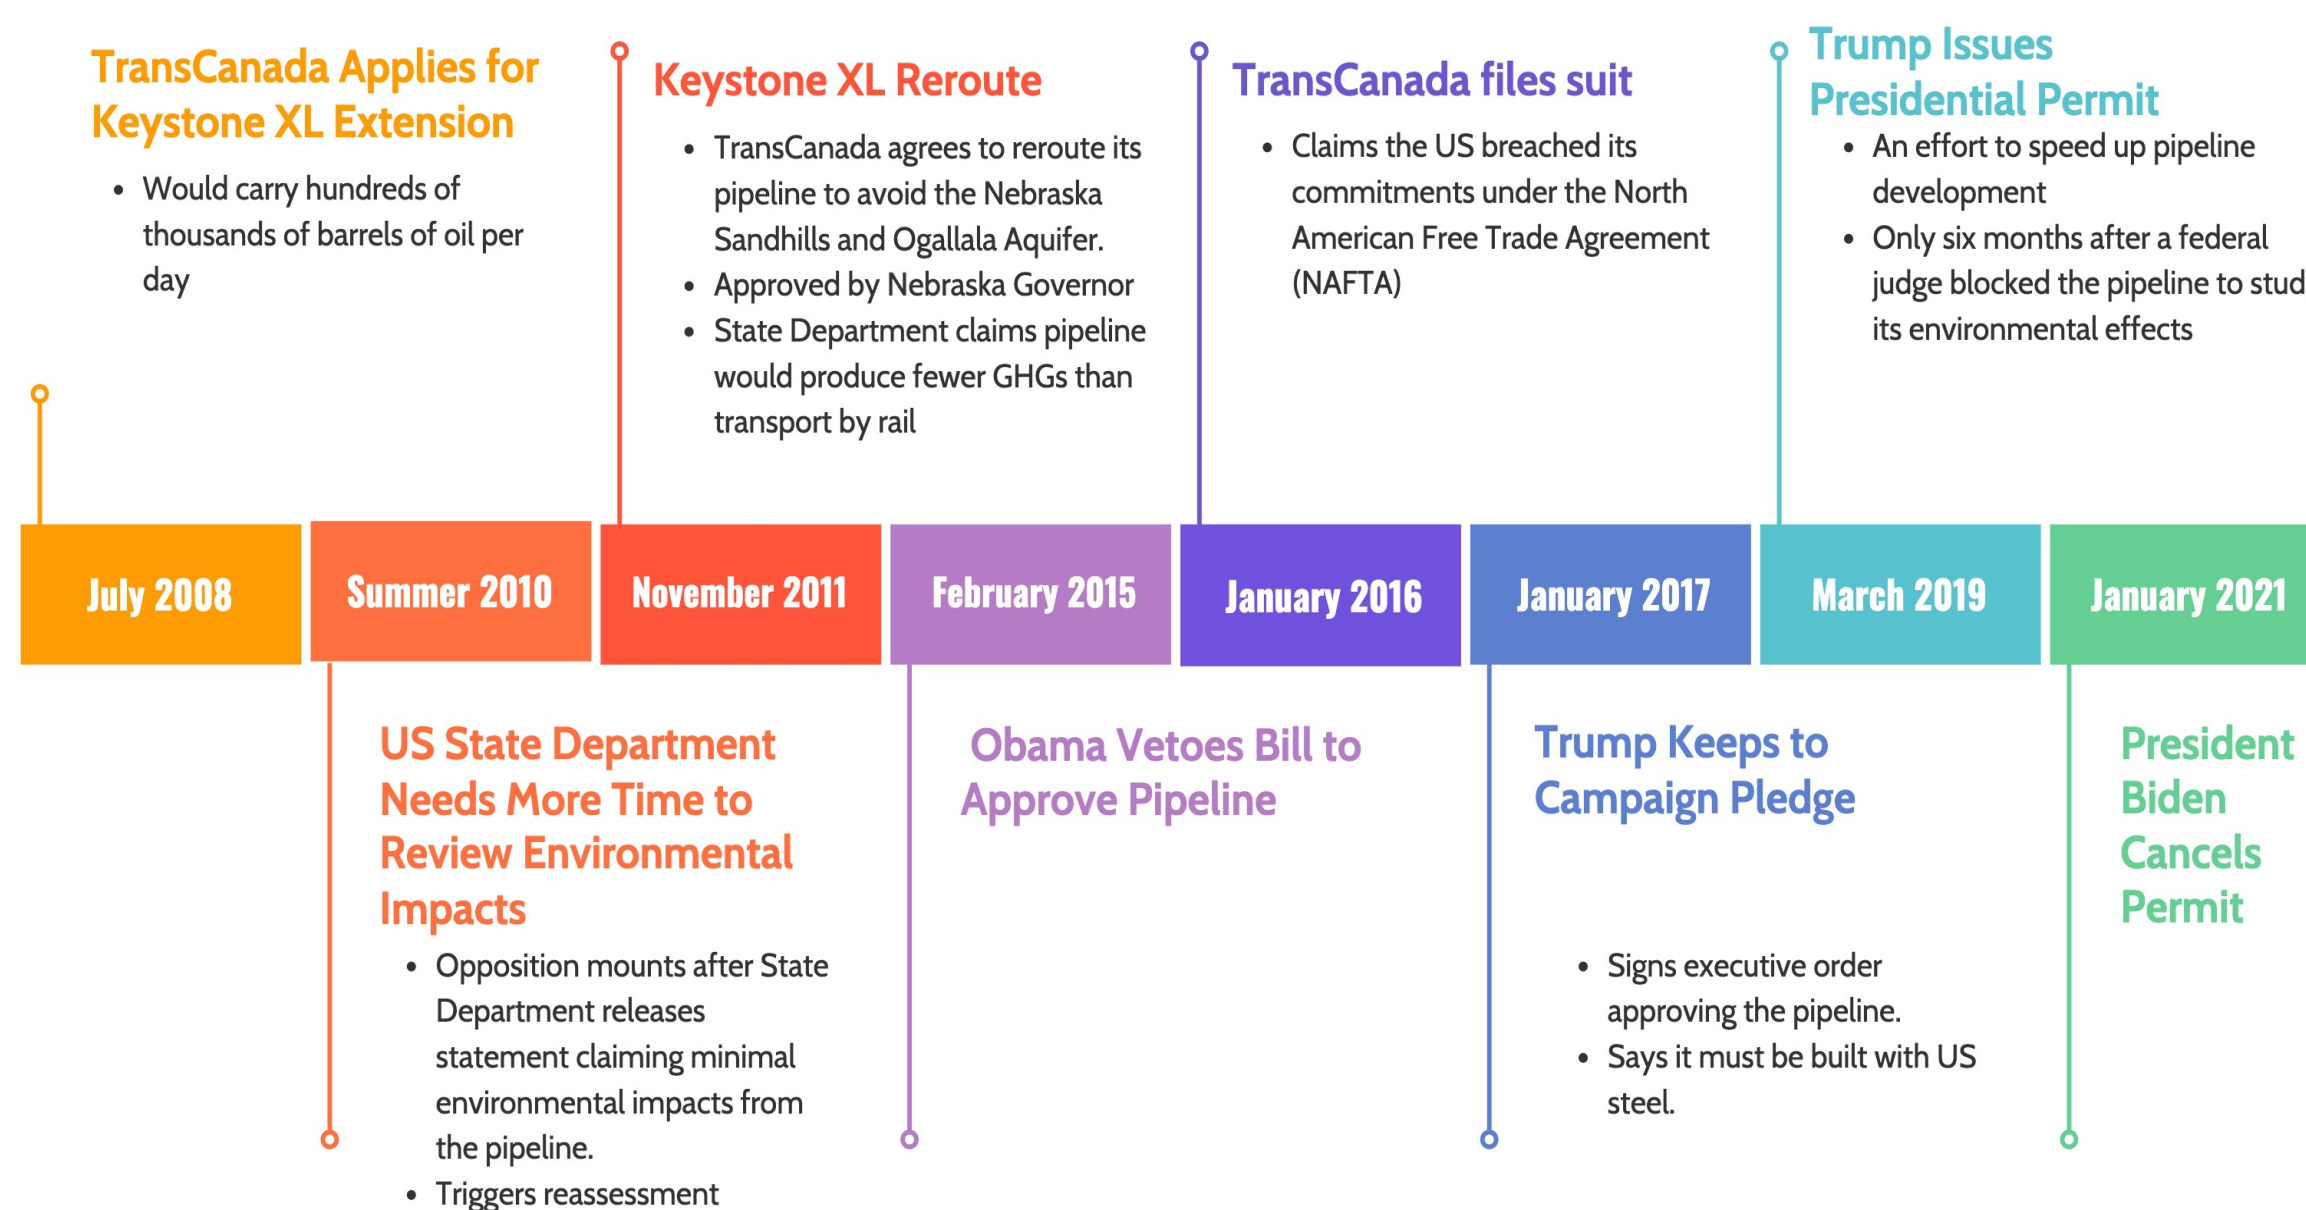 TransCanada Applies for
Keystone XL Extension
• Would carry hundreds of
thousands of barrels of oil per
day
Keystone XL Reroute
• TransCanada agrees to reroute its
pipeline to avoid the Nebraska
Sandhills and Ogallala Aquifer.
• Approved by Nebraska Governor
• State Department claims pipeline
would produce fewer GHGs than
transport by rail
TransCanada files suit
• Claims the US breached its
commitments under the North
American Free Trade Agreement
(NAFTA)
Trump Issues
Presidential Permit
• An effort to speed up pipeline
development
• Only six months after a federal
judge blocked the pipeline to stud
its environmental effects
July 2008
Summer 2010
November 2011
February 2015
January 2016
January 2017
March 2019
January 2021
US State Department
Needs More Time to
Review Environmental
Impacts
• Opposition mounts after State
Department releases
statement claiming minimal
environmental impacts from
the pipeline.
• Triggers reassessment
Obama Vetoes Bill to
Approve Pipeline
Trump Keeps to
Campaign Pledge
• Signs executive order
approving the pipeline.
• Says it must be built with US
steel.
President
Biden
Cancels
Permit